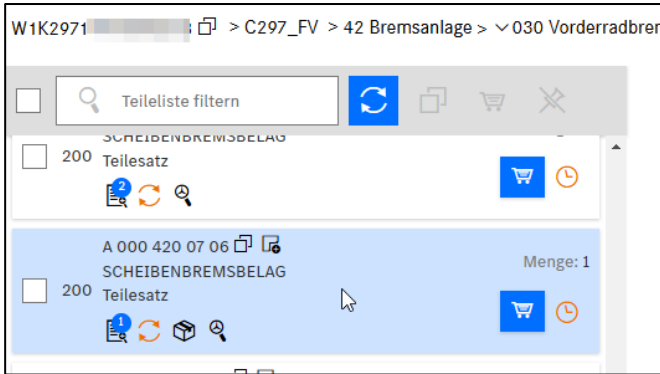 W1K2971 > C297_FV > 42 Bremsanlage > 030 Vorderradbrem
Teileliste filtern
SCHEIBENBREMSBELAG
200 Teilesatz
2
A 000 420 07 06
Menge: 1
SCHEIBENBREMSBELAG
200 Teilesatz
1